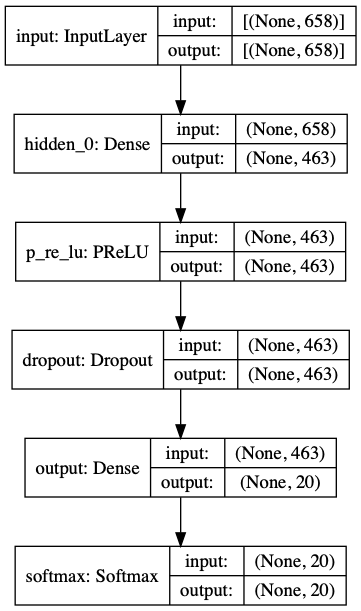 input: InputLayer
input: [(None, 658)]
output: [(None, 658)]
hidden_0: Dense
input: (None, 658)
output: (None, 463)
p_re_lu: PReLU
input: (None, 463)
output: (None, 463)
dropout: Dropout
input: (None, 463)
output: (None, 463)
output: Dense
input: (None, 463)
output: (None, 20)
softmax: Softmax
input: (None, 20)
output: (None, 20)